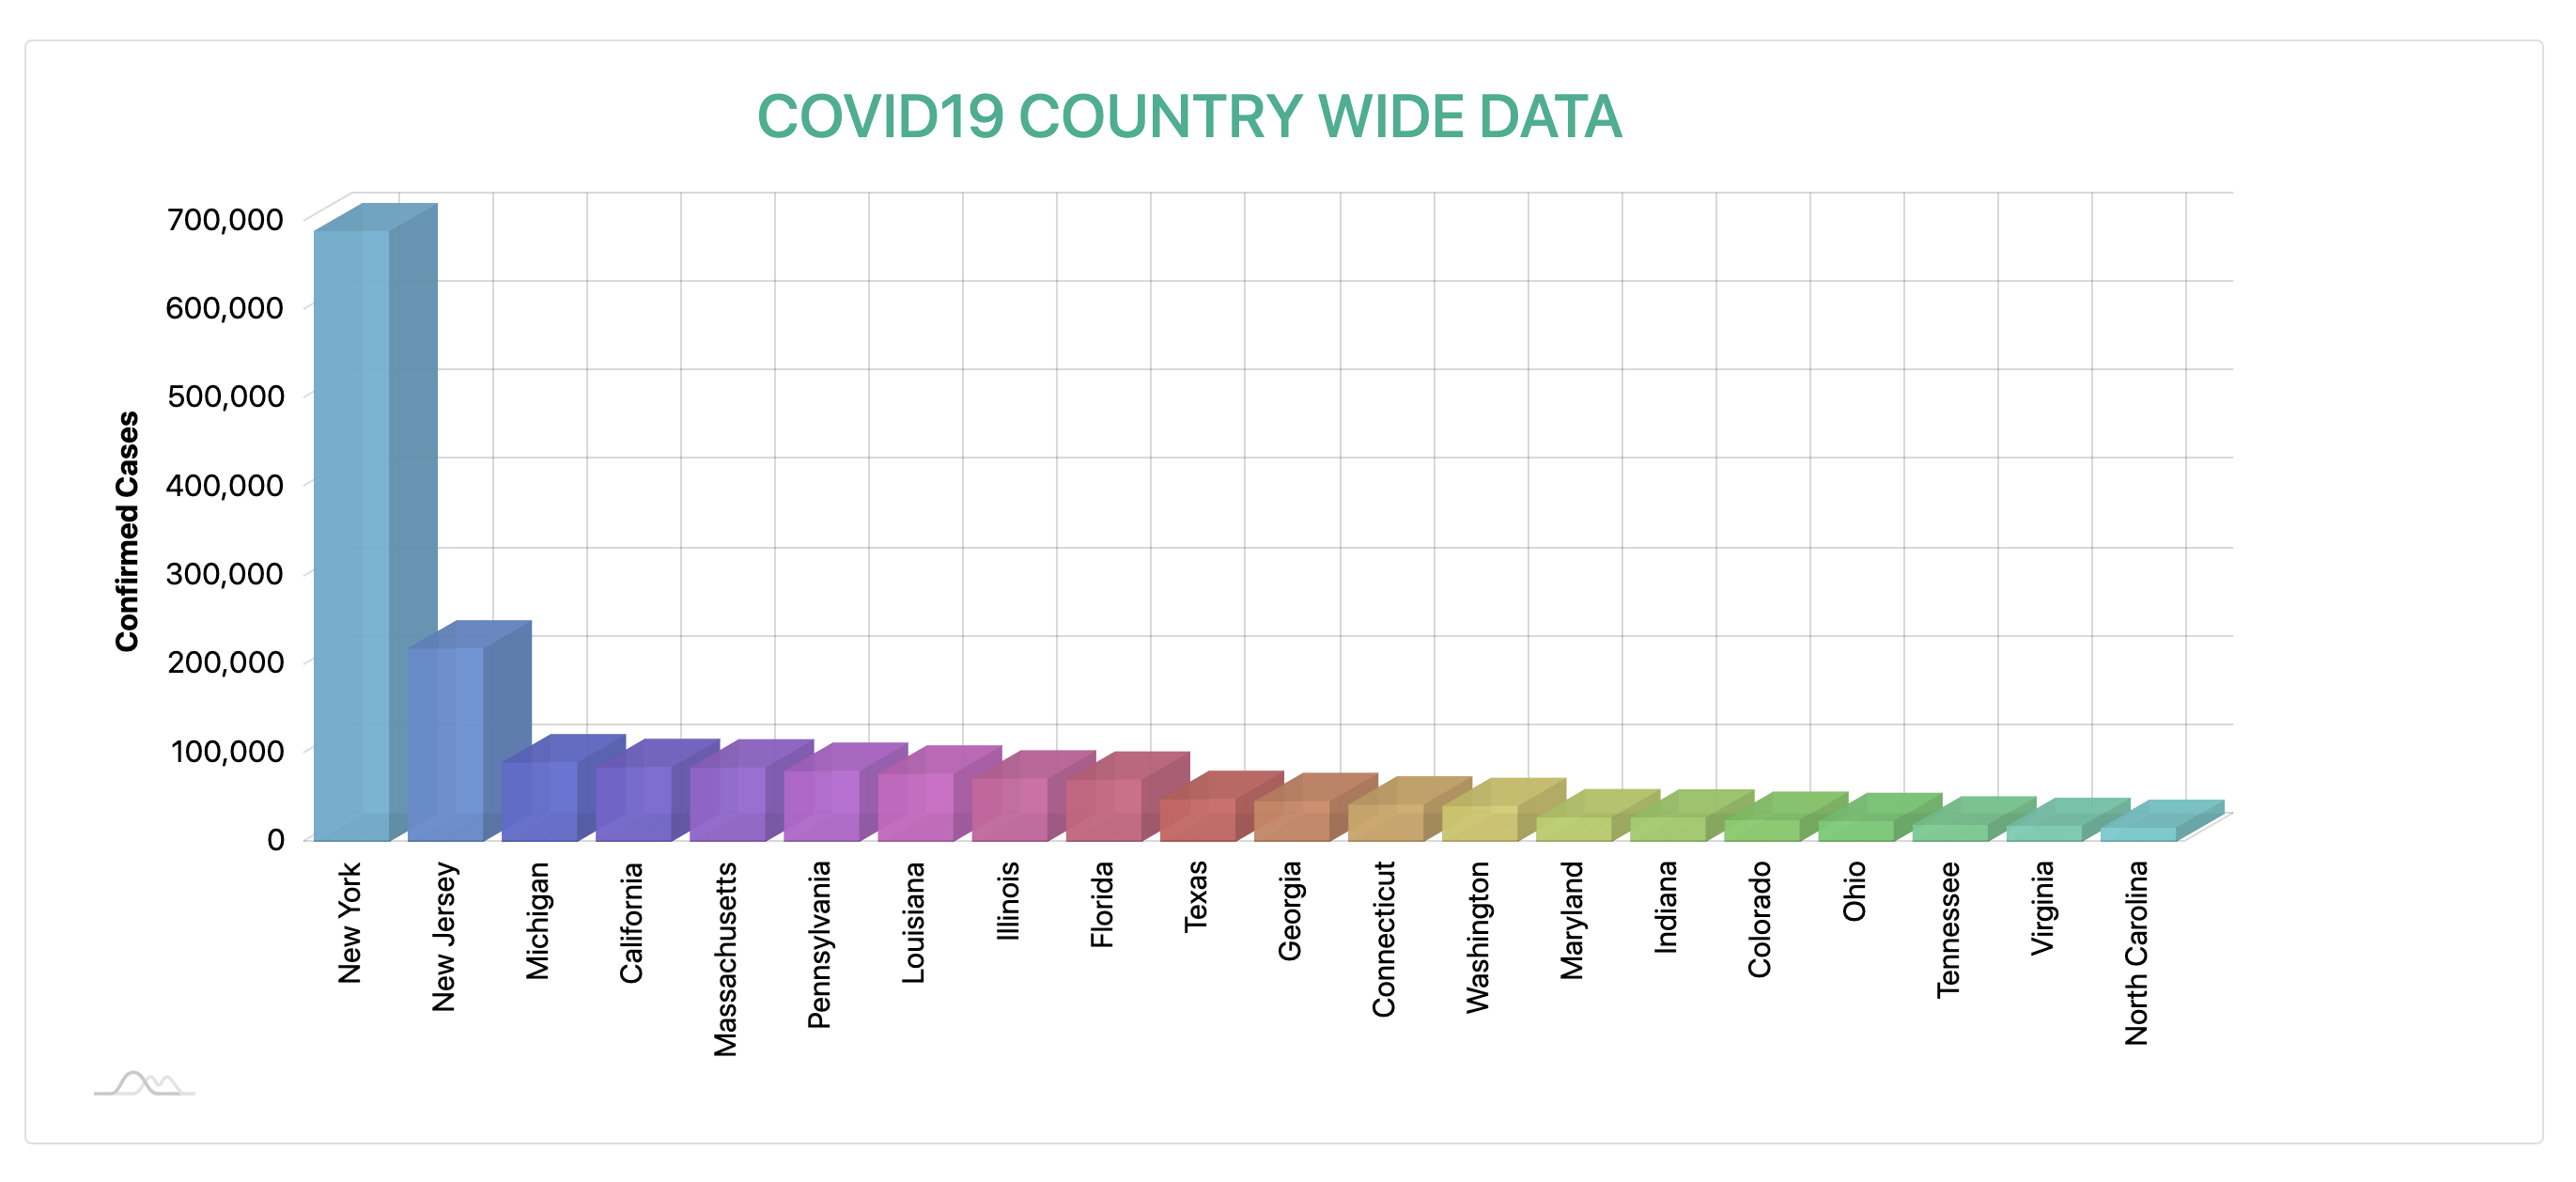 COVID19 COUNTRY WIDE DATA
700,000
600,000
500,000
400,000
300,000
200,000
100,000
0
Confirmed Cases
New York
New Jersey
Michigan
California
Massachusetts
Pennsylvania
Louisiana
Illinois
Florida
Texas
Georgia
Connecticut
Washington
Maryland
Indiana
Colorado
Ohio
Tennessee
Virginia
North Carolina